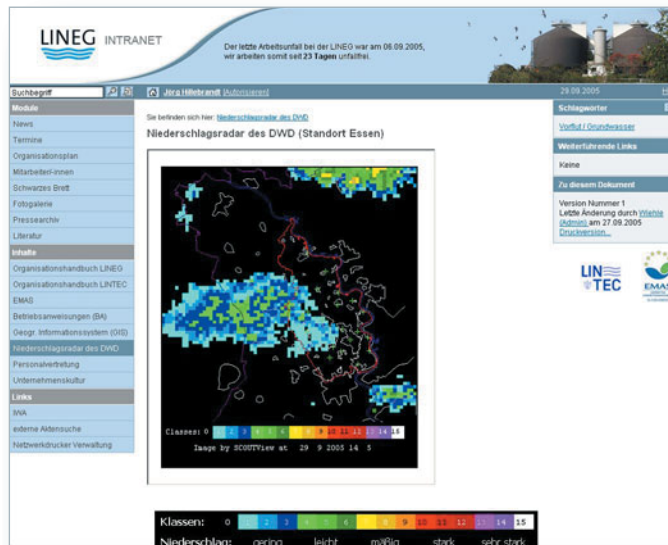 LINEG INTRANET
Der letzte Arbeitsunfall bei der LINEG war am 06.09.2005,
wir arbeiten somit seit 23 Tagen unfallfrei.
Suchbegriff
Jörg Hillebrandt [Autorisieren]
29.09.2005
Module
News
Termine
Organisationsplan
Mitarbeiter/-innen
Schwarzes Brett
Fotogalerie
Pressearchiv
Literatur
Inhalte
Organisationshandbuch LINEG
Organisationshandbuch LINTEC
EMAS
Betriebsanweisungen (BA)
Geogr. Informationssystem (GIS)
Niederschlagsradar des DWD
Personalvertretung
Unternehmenskultur
Links
IWA
externe Aktensuche
Netzwerkdrucker Verwaltung
Sie befinden sich hier: Niederschlagsradar des DWD
Niederschlagsradar des DWD (Standort Essen)
Classes: 0 1 2 3 4 5 6 7 8 9 10 11 12 13 14 15
Image by SCOUTView at 29 9 2005 14 5
Klassen: 0 1 2 3 4 5 6 7 8 9 10 11 12 13 14 15
Niederschlag: gering leicht mäßig stark sehr stark
Schlagwörter
Vorflut / Grundwasser
Weiterführende Links
Keine
Zu diesem Dokument
Version Nummer 1
Letzte Änderung durch Wiehle
(Admin) am 27.09.2005
Druckversion...
LIN
TEC
EMAS